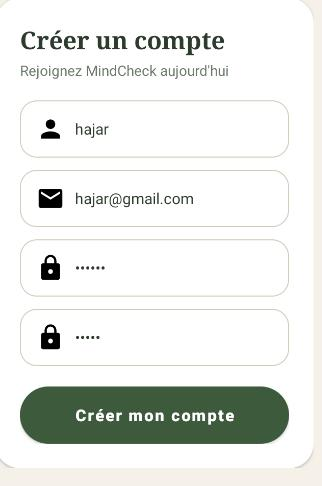 Créer un compte
Rejoignez MindCheck aujourd'hui
hajar
hajar@gmail.com
••••••
•••••
Créer mon compte